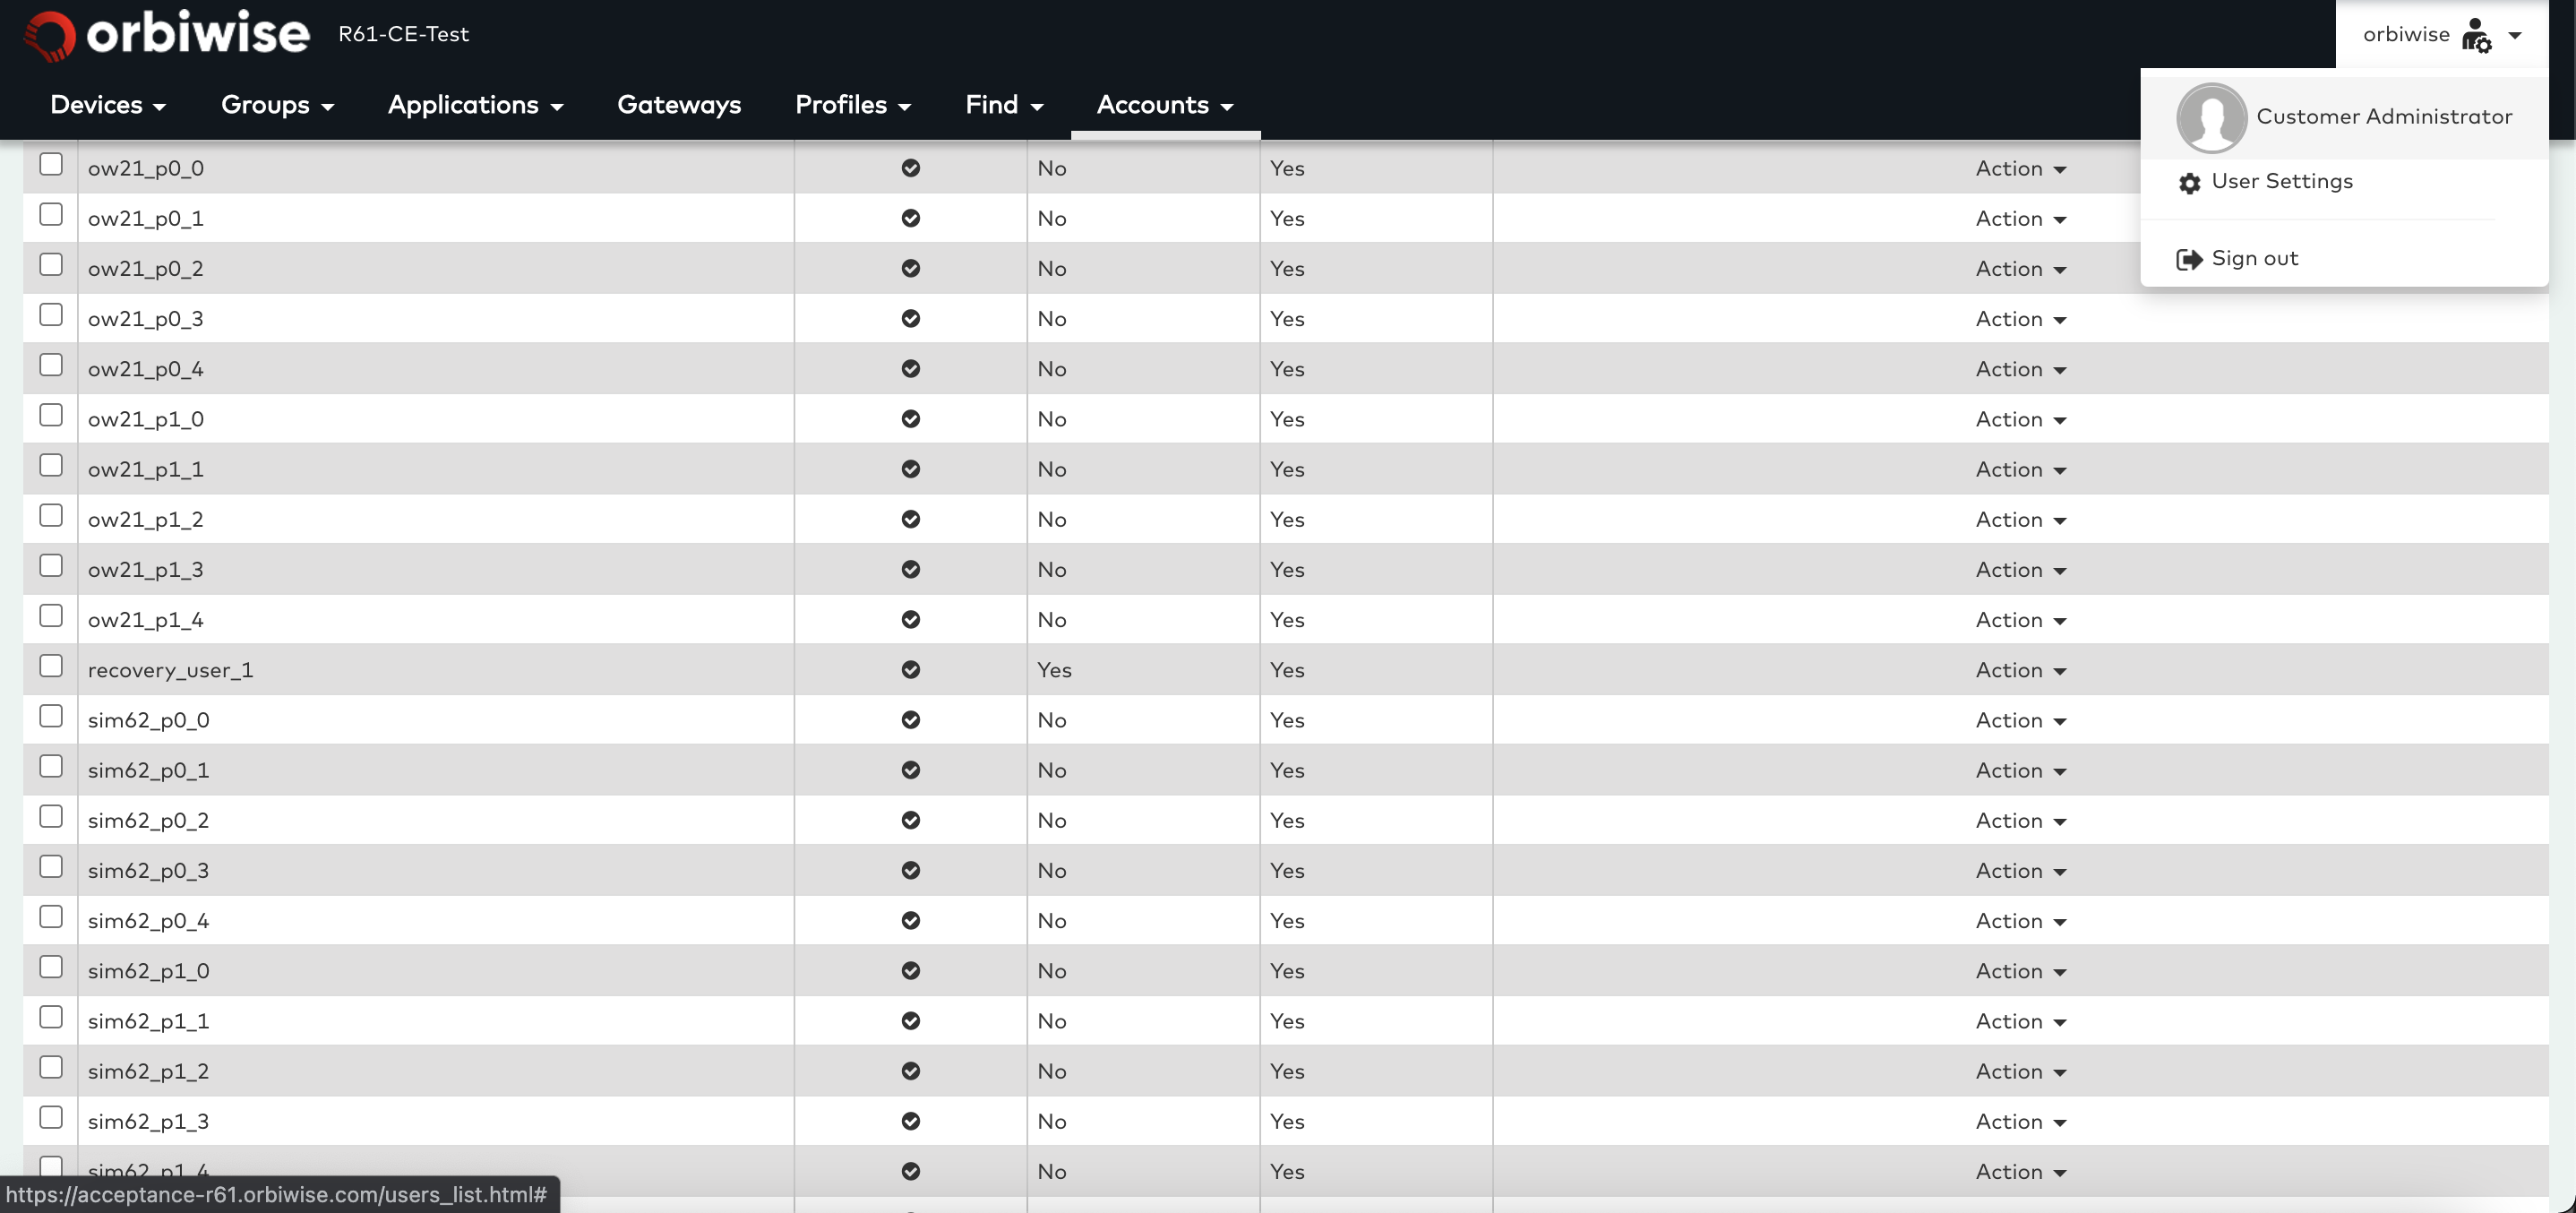 orbiwise R61-CE-Test orbiwise
Devices Groups Applications Gateways Profiles Find Accounts
Customer Administrator
User Settings
Sign out
ow21_p0_0 No Yes Action
ow21_p0_1 No Yes Action
ow21_p0_2 No Yes Action
ow21_p0_3 No Yes Action
ow21_p0_4 No Yes Action
ow21_p1_0 No Yes Action
ow21_p1_1 No Yes Action
ow21_p1_2 No Yes Action
ow21_p1_3 No Yes Action
ow21_p1_4 No Yes Action
recovery_user_1 Yes Yes Action
sim62_p0_0 No Yes Action
sim62_p0_1 No Yes Action
sim62_p0_2 No Yes Action
sim62_p0_3 No Yes Action
sim62_p0_4 No Yes Action
sim62_p1_0 No Yes Action
sim62_p1_1 No Yes Action
sim62_p1_2 No Yes Action
sim62_p1_3 No Yes Action
sim62_p1_4 No Yes Action
https://acceptance-r61.orbiwise.com/users_list.html#